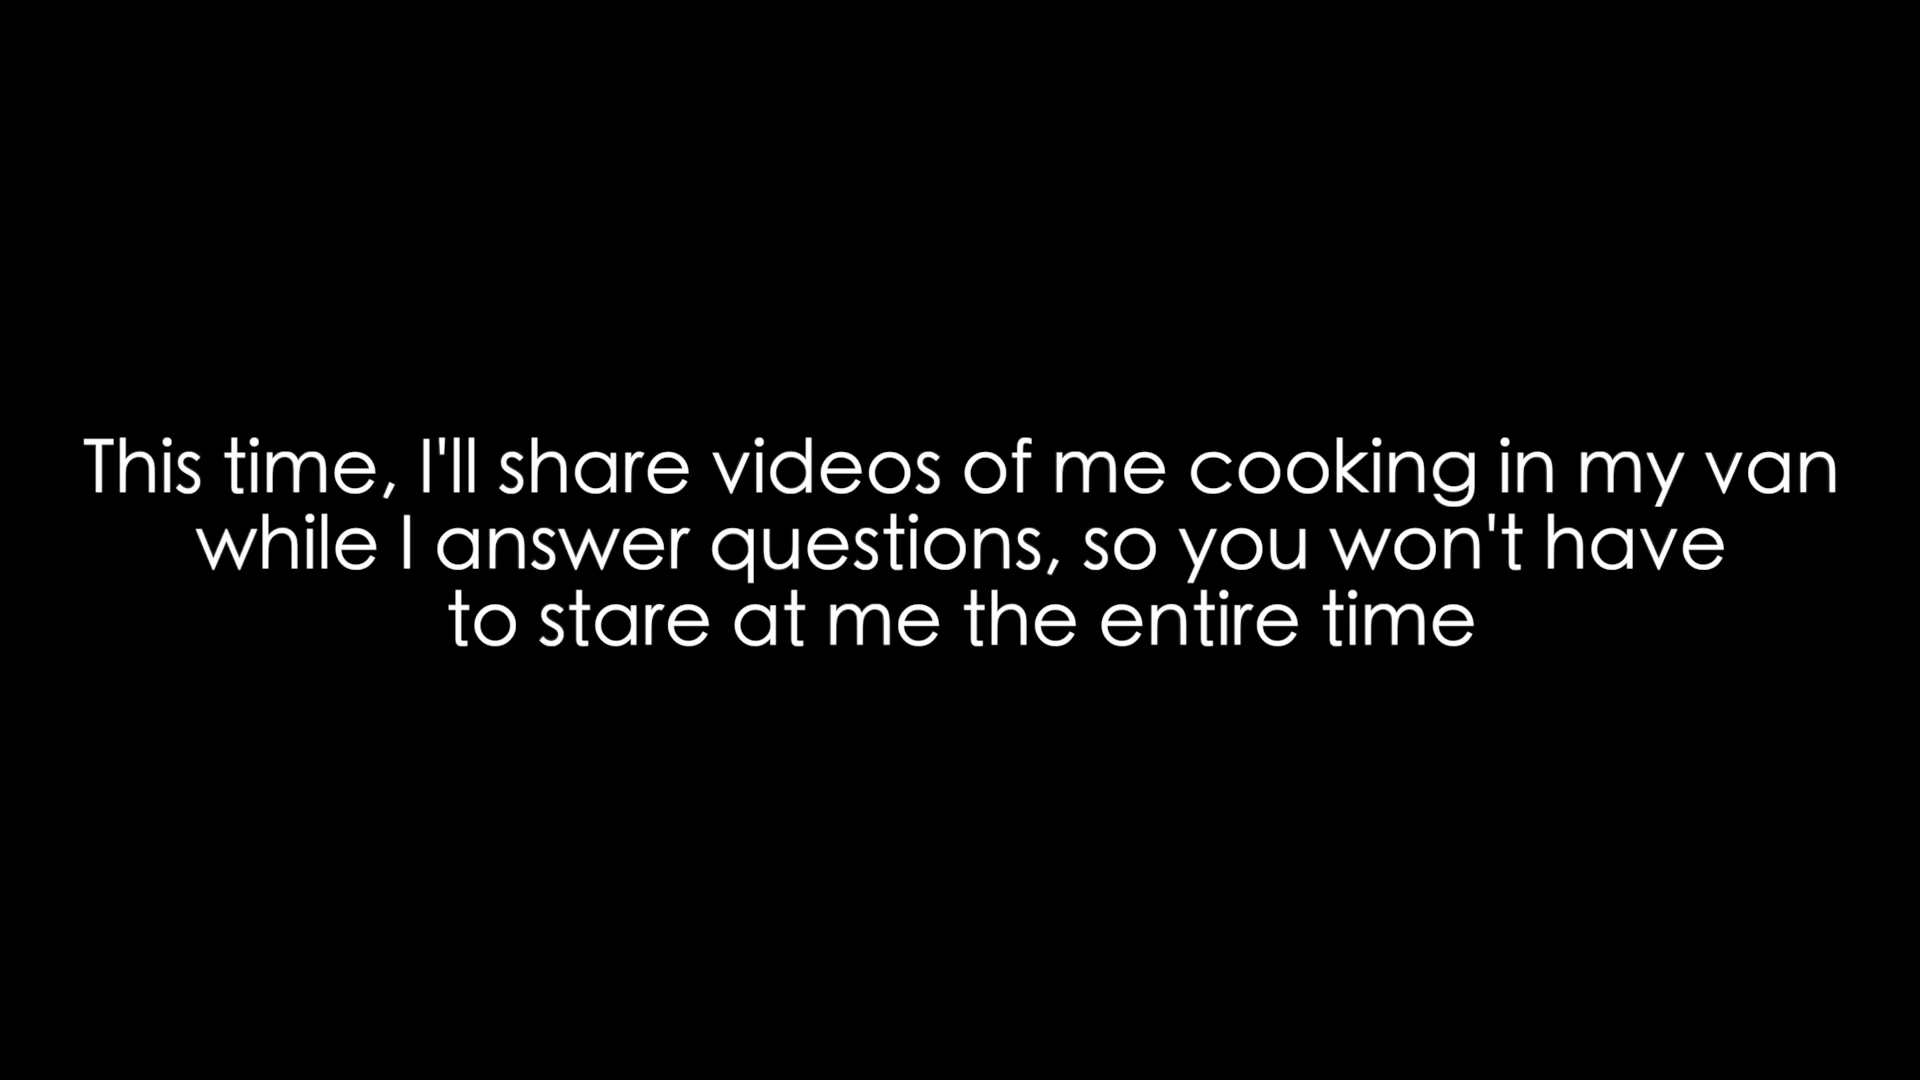 This time, I'll share videos of me cooking in my van
while I answer questions, so you won't have
to stare at me the entire time